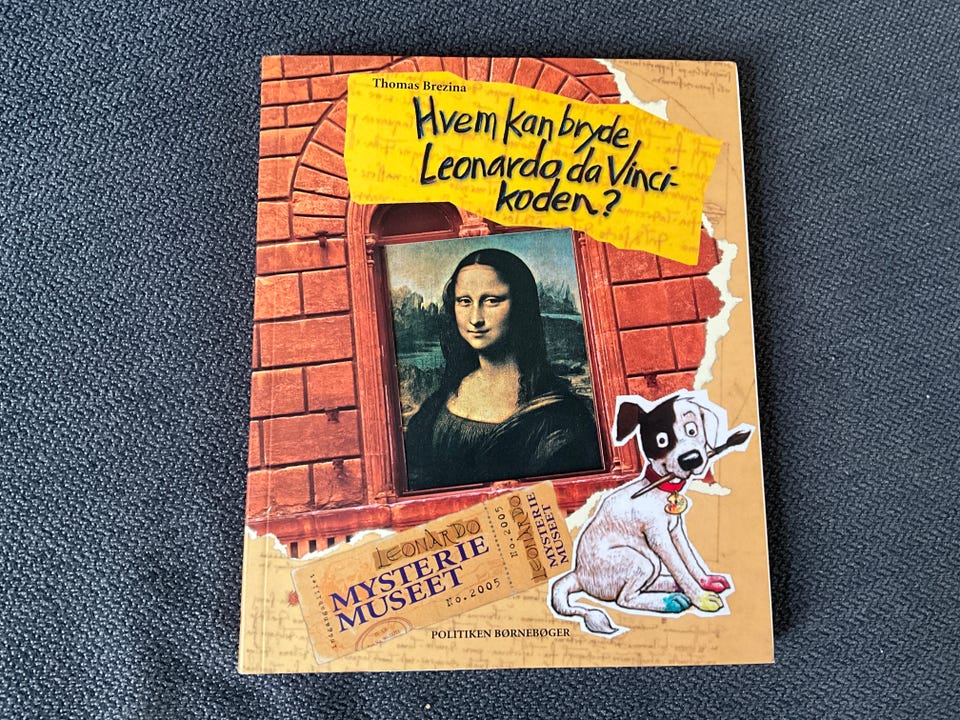 Thomas Brezina
Hvem kan bryde
Leonardo da Vinci-
koden?
LEONARDO
MYSTERIE
MUSEET
No.2005
No.2005
LEONARDO
MYSTERIE
MUSEET
POLITIKEN BØRNEBØGER